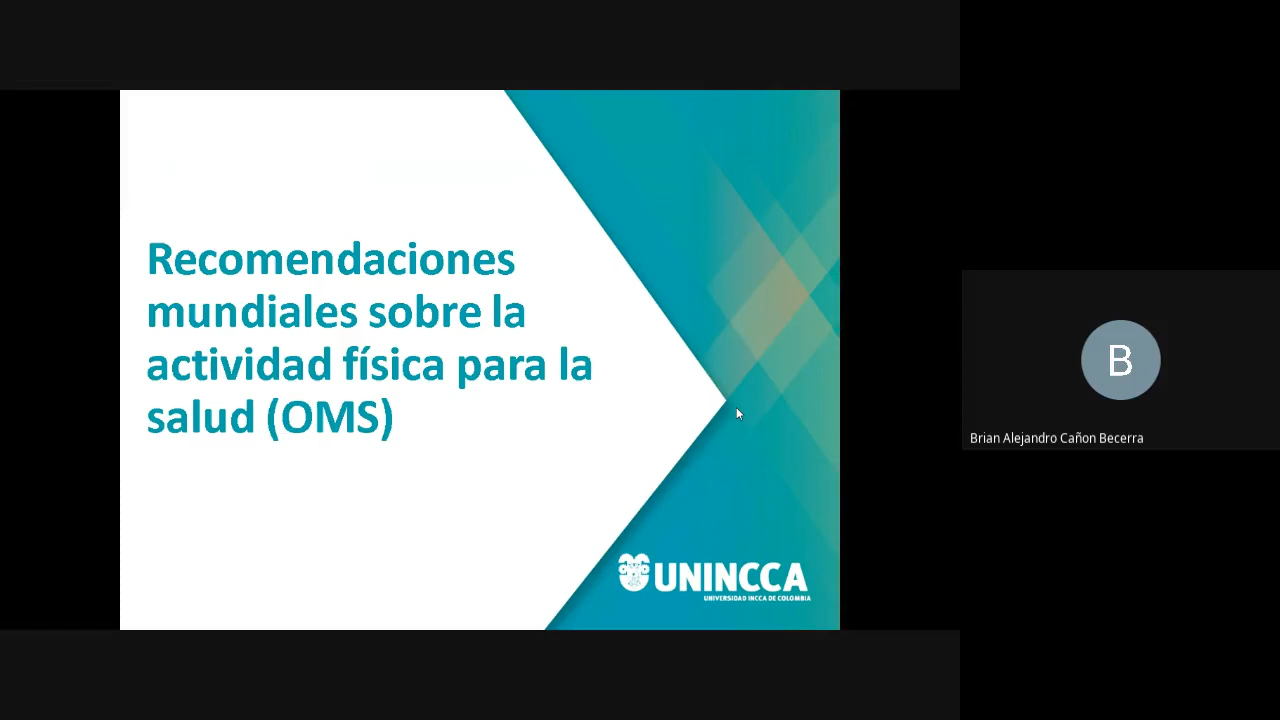 Recomendaciones
mundiales sobre la
actividad física para la
salud (OMS)
UNINCCA
UNIVERSIDAD INCCA DE COLOMBIA
B
Brian Alejandro Cañon Becerra